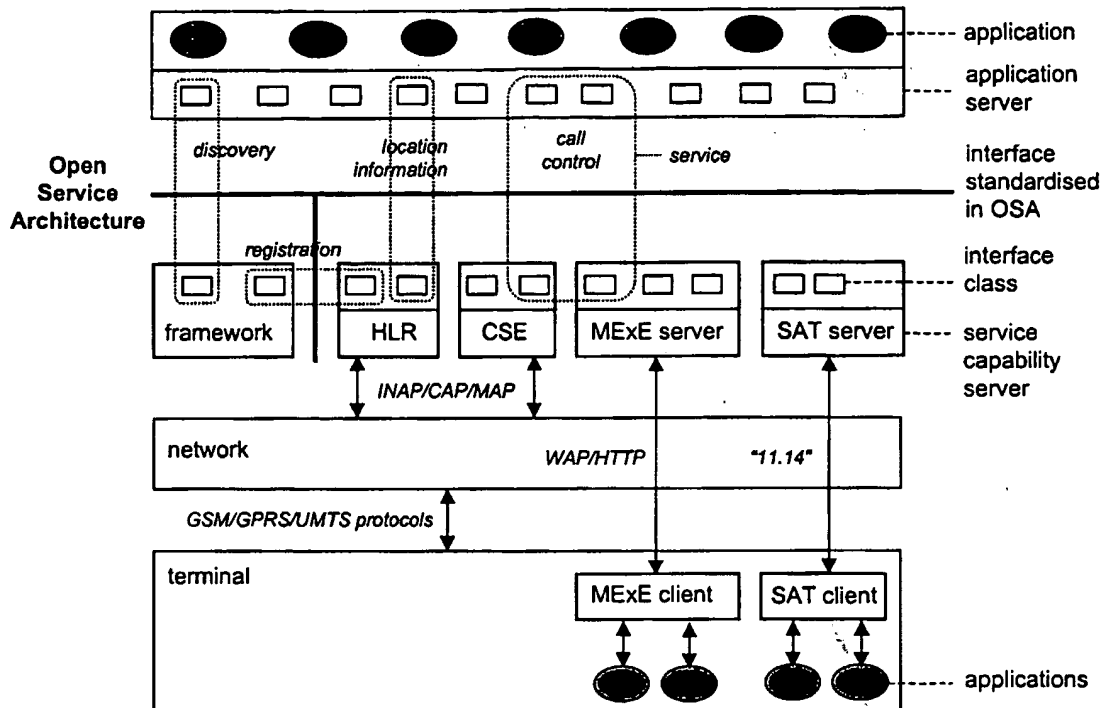 application
application
server
discovery
location
information
call
control
service
Open
Service
Architecture
interface
standardised
in OSA
registration
interface
class
framework
HLR
CSE
MExE server
SAT server
service
capability
server
INAP/CAP/MAP
network
WAP/HTTP
"11.14"
GSM/GPRS/UMTS protocols
terminal
MExE client
SAT client
applications